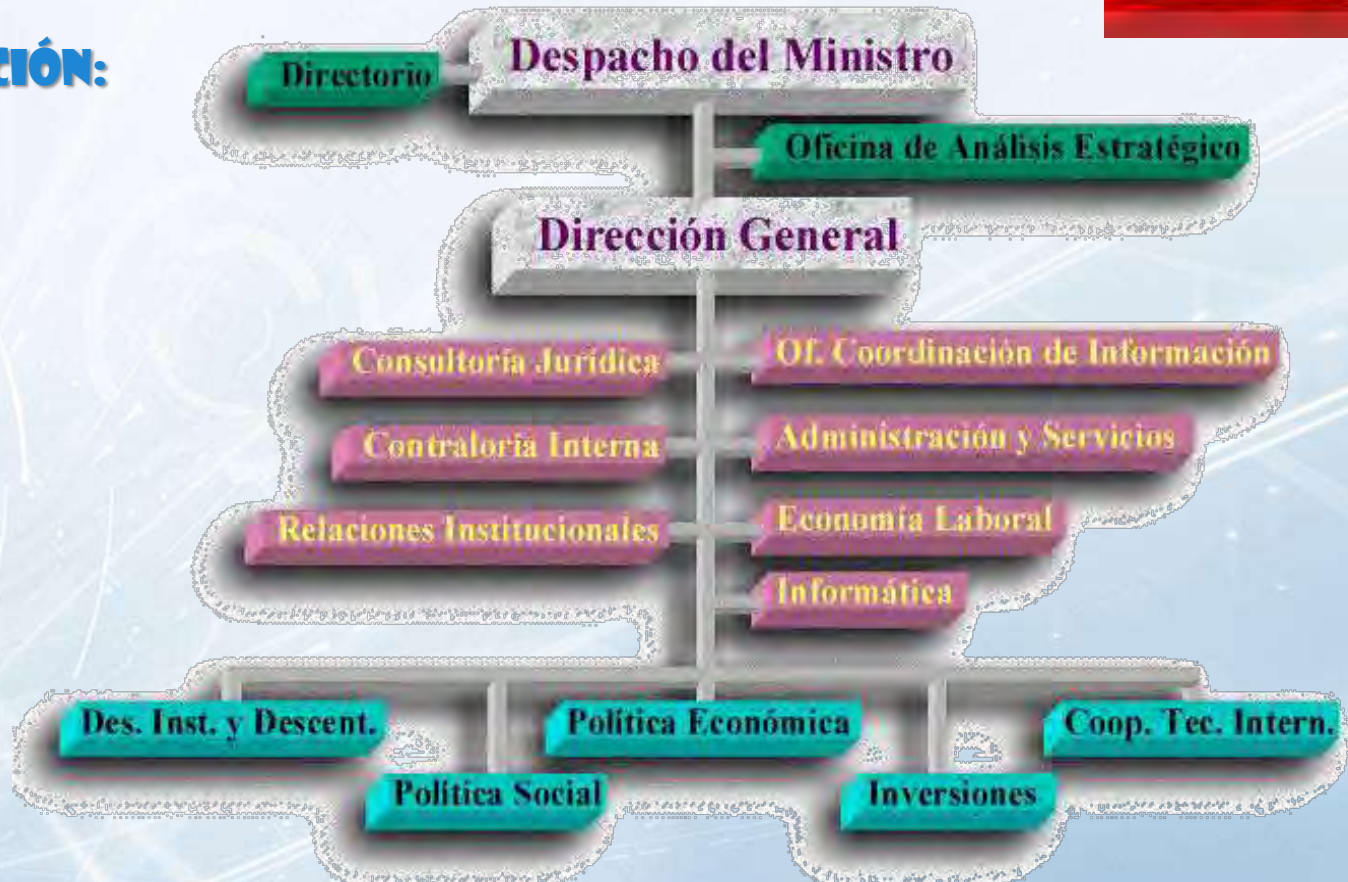 CIÓN:
Despacho del Ministro
Directorio
Oficina de Análisis Estratégico
Dirección General
Consultoría Jurídica
Of. Coordinación de Información
Contraloría Interna
Administración y Servicios
Relaciones Institucionales
Economía Laboral
Informática
Des. Inst. y Descent.
Política Económica
Coop. Tec. Intern.
Política Social
Inversiones